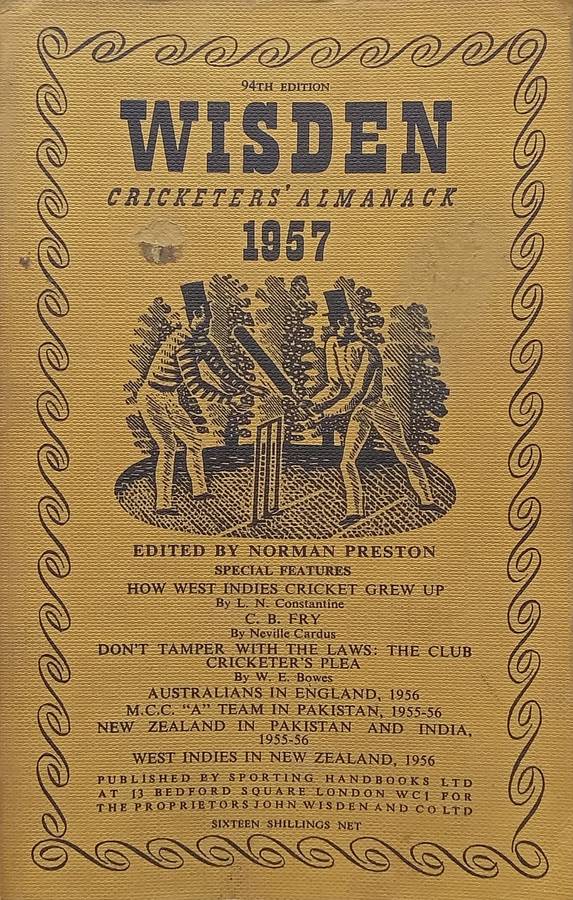 94TH EDITION
WISDEN
CRICKETERS' ALMANACK
1957
EDITED BY NORMAN PRESTON
SPECIAL FEATURES
HOW WEST INDIES CRICKET GREW UP
By L. N. Constantine
C. B. FRY
By Neville Cardus
DON'T TAMPER WITH THE LAWS: THE CLUB
CRICKETER'S PLEA
By W. E. Bowes
AUSTRALIANS IN ENGLAND, 1956
M.C.C. "A" TEAM IN PAKISTAN, 1955-56
NEW ZEALAND IN PAKISTAN AND INDIA,
1955-56
WEST INDIES IN NEW ZEALAND, 1956
PUBLISHED BY SPORTING HANDBOOKS LTD
AT 13 BEDFORD SQUARE LONDON WC1 FOR
THE PROPRIETORS JOHN WISDEN AND CO LTD
SIXTEEN SHILLINGS NET